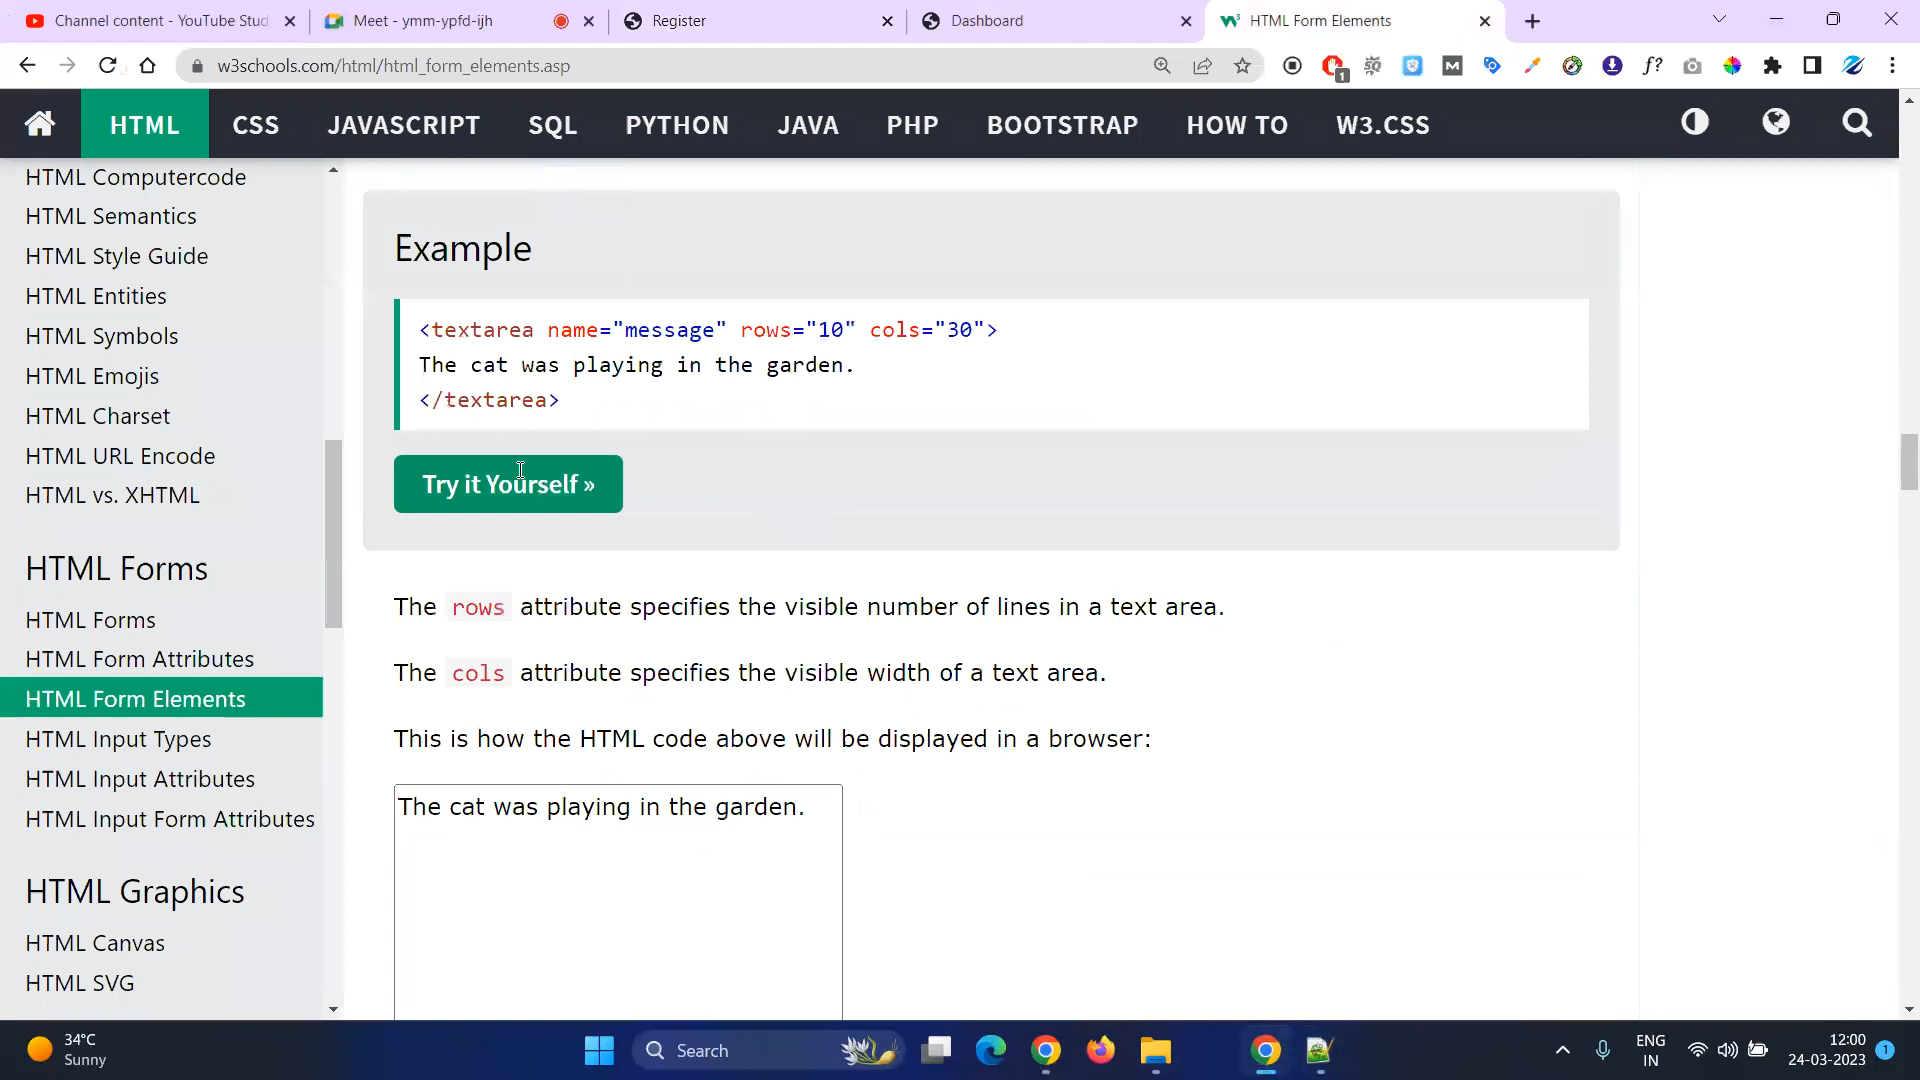 Channel content - YouTube Stud
Meet - ymm-ypfd-ijh
Register
Dashboard
HTML Form Elements
w3schools.com/html/html_form_elements.asp
1
f?
HTML
CSS
JAVASCRIPT
SQL
PYTHON
JAVA
PHP
BOOTSTRAP
HOW TO
W3.CSS
HTML Computercode
HTML Semantics
HTML Style Guide
HTML Entities
HTML Symbols
HTML Emojis
HTML Charset
HTML URL Encode
HTML vs. XHTML
HTML Forms
HTML Forms
HTML Form Attributes
HTML Form Elements
HTML Input Types
HTML Input Attributes
HTML Input Form Attributes
HTML Graphics
HTML Canvas
HTML SVG
Example
<textarea name="message" rows="10" cols="30">
The cat was playing in the garden.
</textarea>
Try it Yourself »
The rows attribute specifies the visible number of lines in a text area.
The cols attribute specifies the visible width of a text area.
This is how the HTML code above will be displayed in a browser:
The cat was playing in the garden.
34°C
Sunny
Search
ENG
IN
12:00
24-03-2023
1